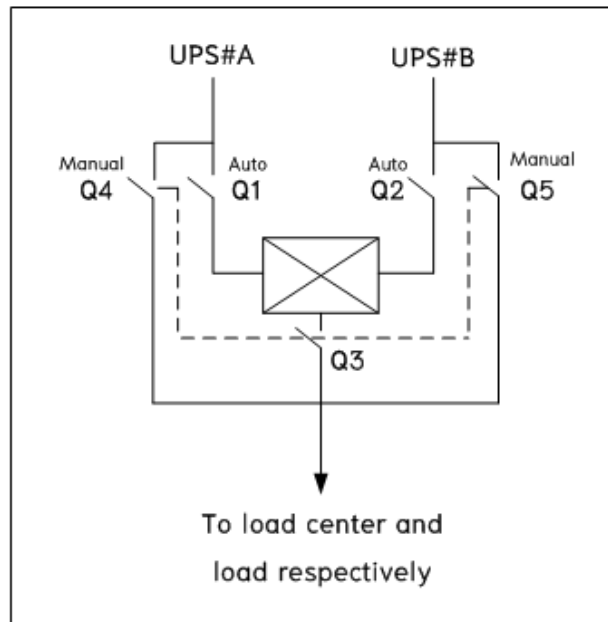 UPS#A
UPS#B
Manual
Q4
Auto
Q1
Auto
Q2
Manual
Q5
Q3
To load center and
load respectively